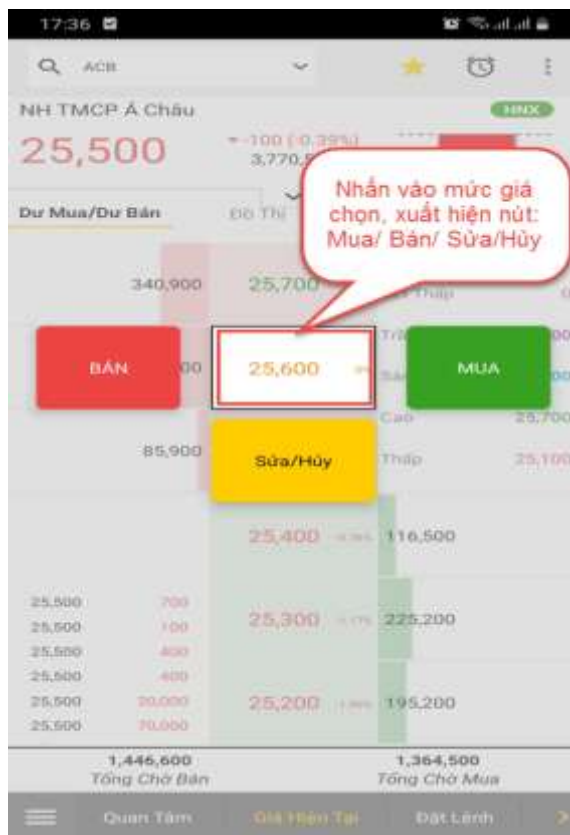 17:36
ACB
NH TMCP Á Châu
HNX
25,500
-100 (-0.39%)
Nhấn vào mức giá
chọn, xuất hiện nút:
Mua/ Bán/ Sửa/Hủy
Dư Mua/Dư Bán
Đồ Thị
340,900
25,700
Thấp
BÁN
25,600
MUA
Cao
25,700
85,900
Sửa/Hủy
Thấp
25,100
25,400
116,500
25,500
700
25,500
100
25,300
225,200
25,500
400
25,500
400
25,500
20,000
25,200
195,200
25,500
70,000
1,446,600
1,364,500
Tổng Chờ Bán
Tổng Chờ Mua
Quan Tâm
Giá Hiện Tại
Đặt Lệnh